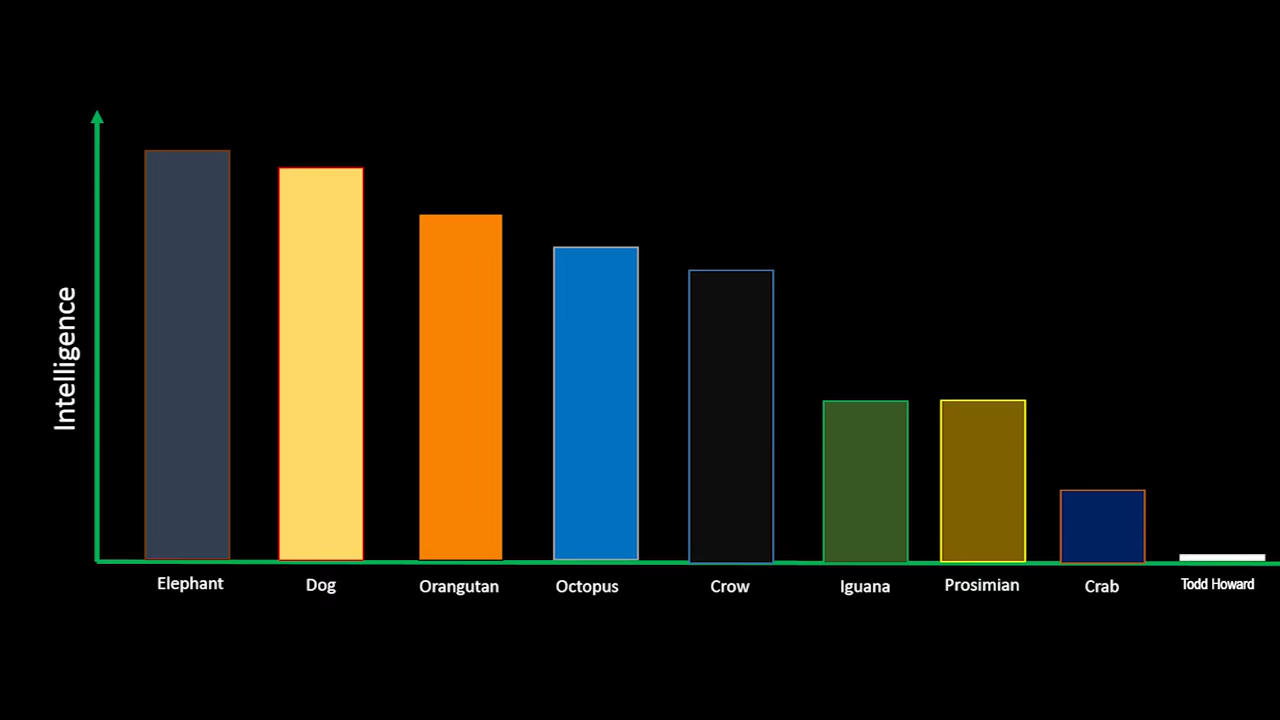 Intelligence
Elephant
Dog
Orangutan
Octopus
Crow
Iguana
Prosimian
Crab
Todd Howard